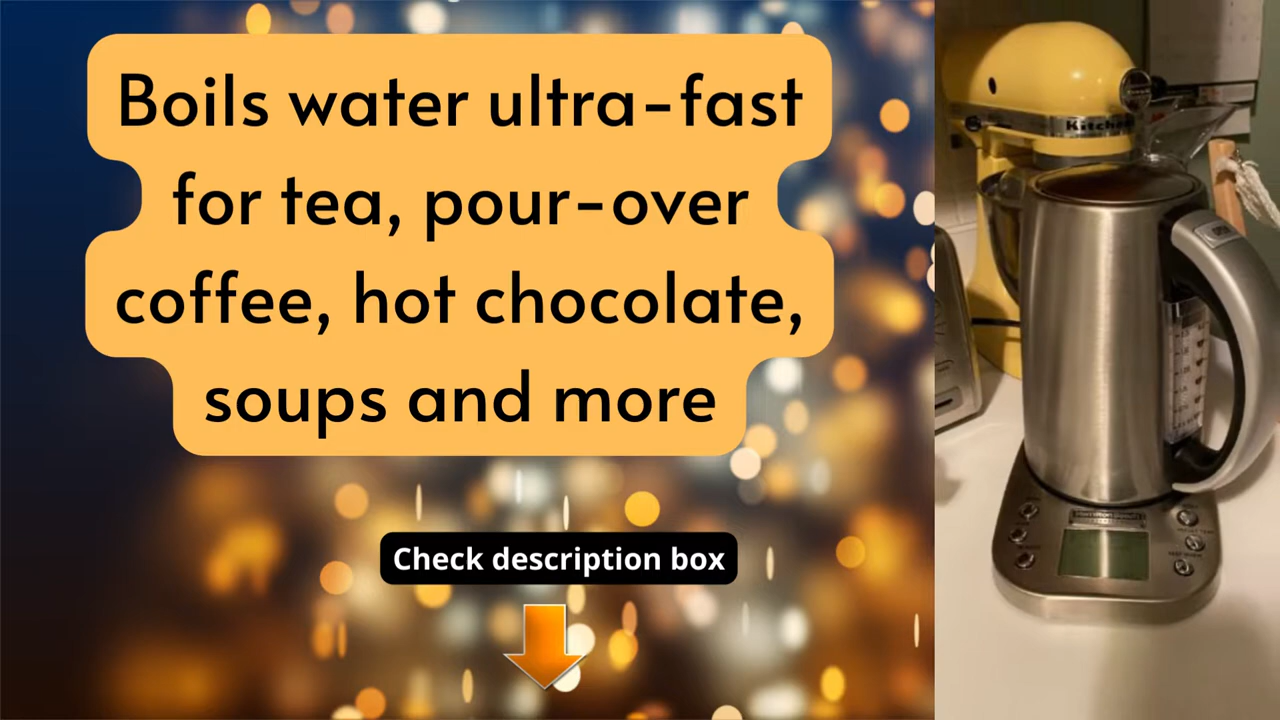 Boils water ultra-fast
for tea, pour-over
coffee, hot chocolate,
soups and more
Check description box